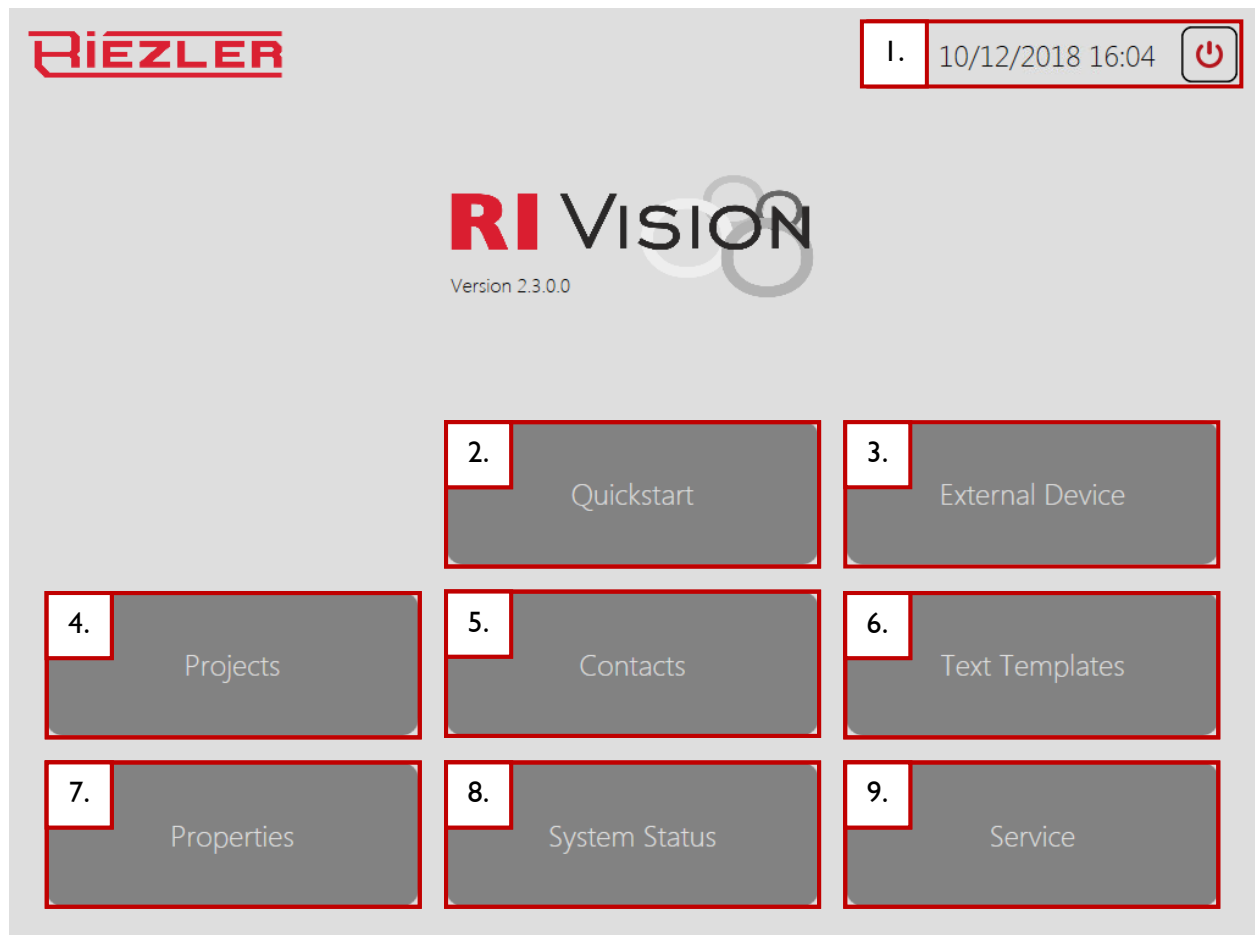 RiEZLER
1. 10/12/2018 16:04
RI VISION
Version 2.3.0.0
2.
Quickstart
3.
External Device
4.
Projects
5.
Contacts
6.
Text Templates
7.
Properties
8.
System Status
9.
Service